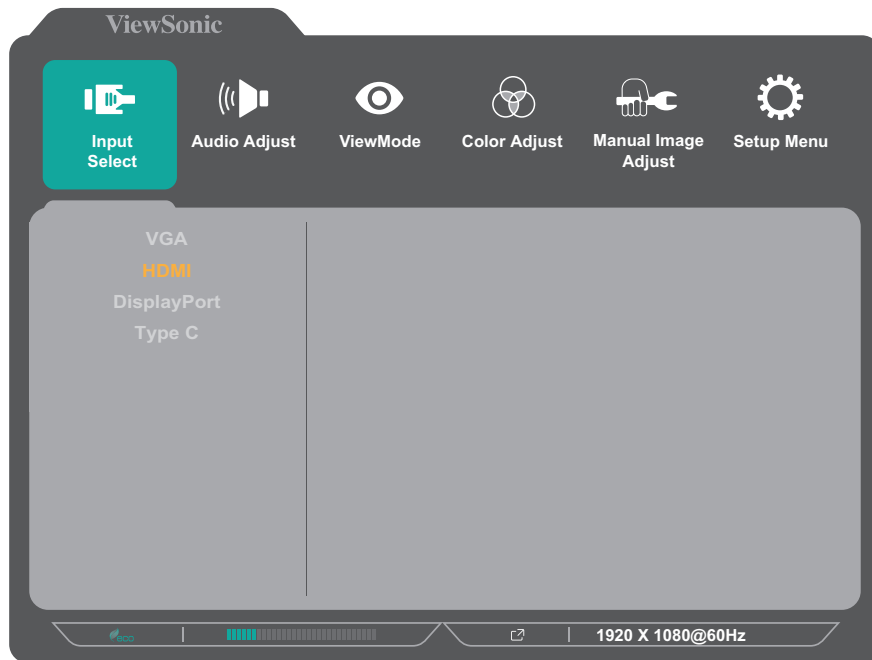 ViewSonic
Input
Select
Audio Adjust
ViewMode
Color Adjust
Manual Image
Adjust
Setup Menu
VGA
HDMI
DisplayPort
Type C
eco
1920 X 1080@60Hz